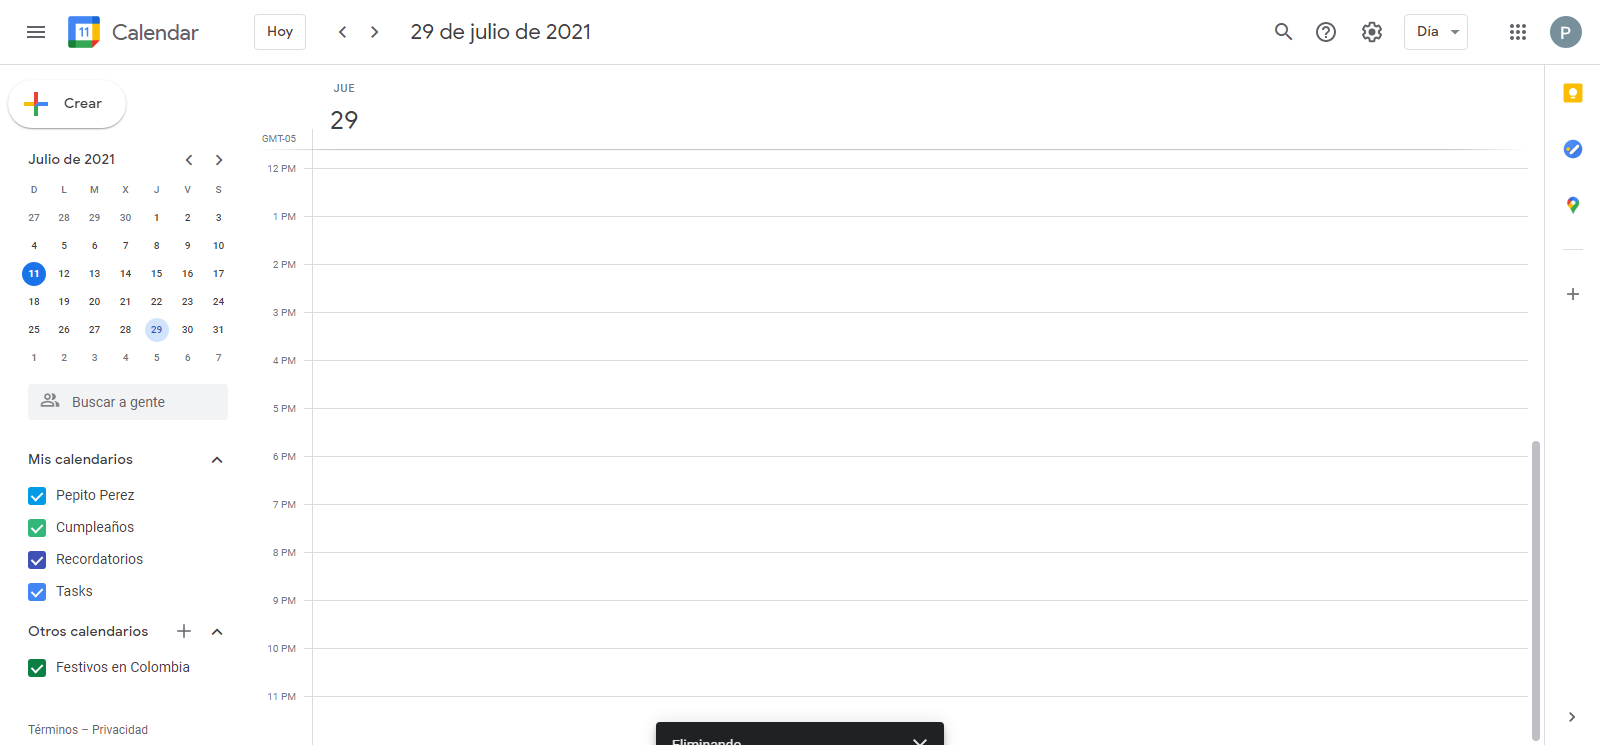 11 Calendar Hoy 29 de julio de 2021 Día P
Crear
Julio de 2021
D L M X J V S
27 28 29 30 1 2 3
4 5 6 7 8 9 10
11 12 13 14 15 16 17
18 19 20 21 22 23 24
25 26 27 28 29 30 31
1 2 3 4 5 6 7
Buscar a gente
Mis calendarios
Pepito Perez
Cumpleaños
Recordatorios
Tasks
Otros calendarios
Festivos en Colombia
Términos – Privacidad
JUE
29
GMT-05
12 PM
1 PM
2 PM
3 PM
4 PM
5 PM
6 PM
7 PM
8 PM
9 PM
10 PM
11 PM
Eliminando